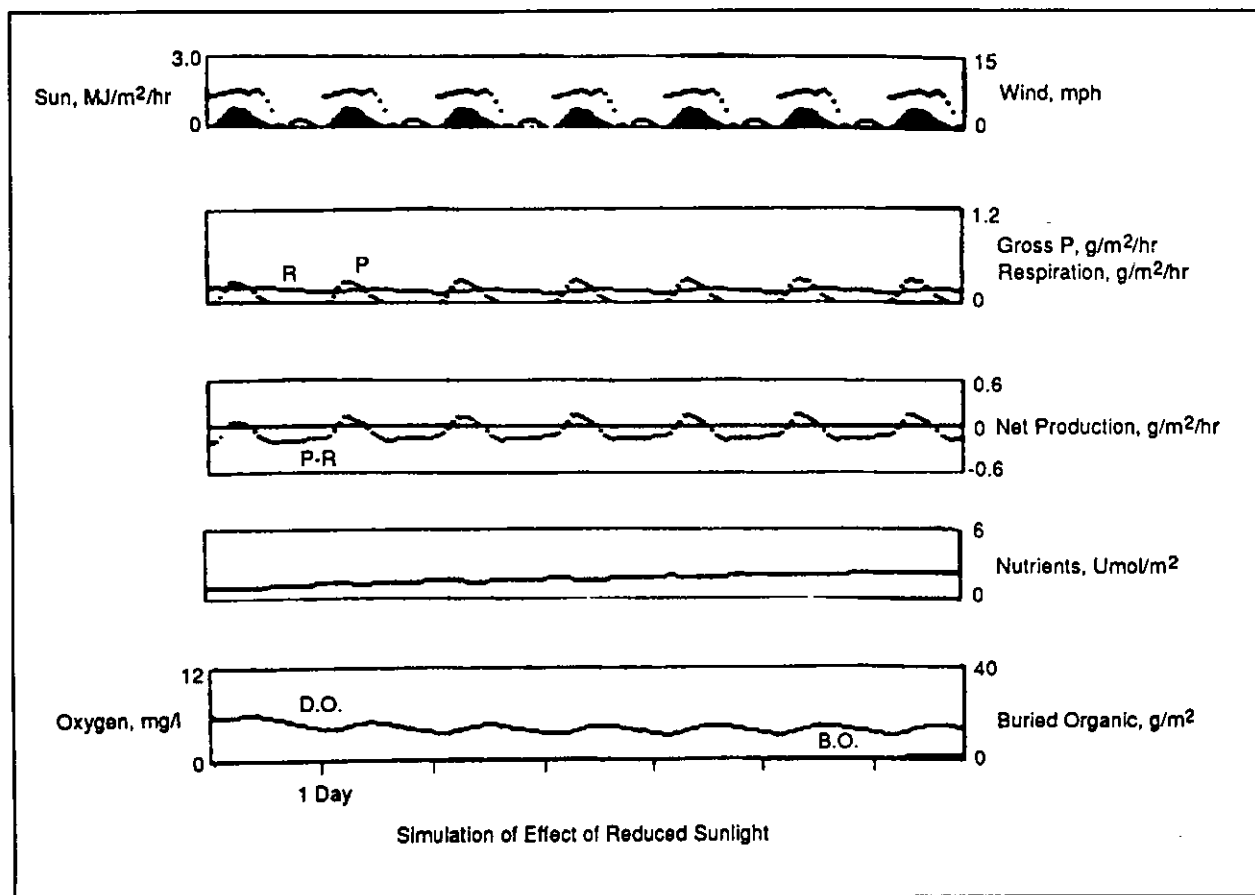 3.0
15
Sun, MJ/m²/hr
Wind, mph
0
0
1.2
Gross P, g/m²/hr
R
P
Respiration, g/m²/hr
0
0.6
0
Net Production, g/m²/hr
P-R
-0.6
6
Nutrients, Umol/m²
0
12
40
D.O.
Oxygen, mg/l
Buried Organic, g/m²
B.O.
0
0
1 Day
Simulation of Effect of Reduced Sunlight